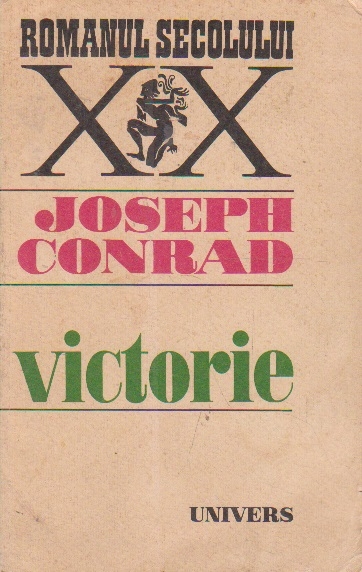 ROMANUL SECOLULUI
XX
JOSEPH
CONRAD
victorie
UNIVERS